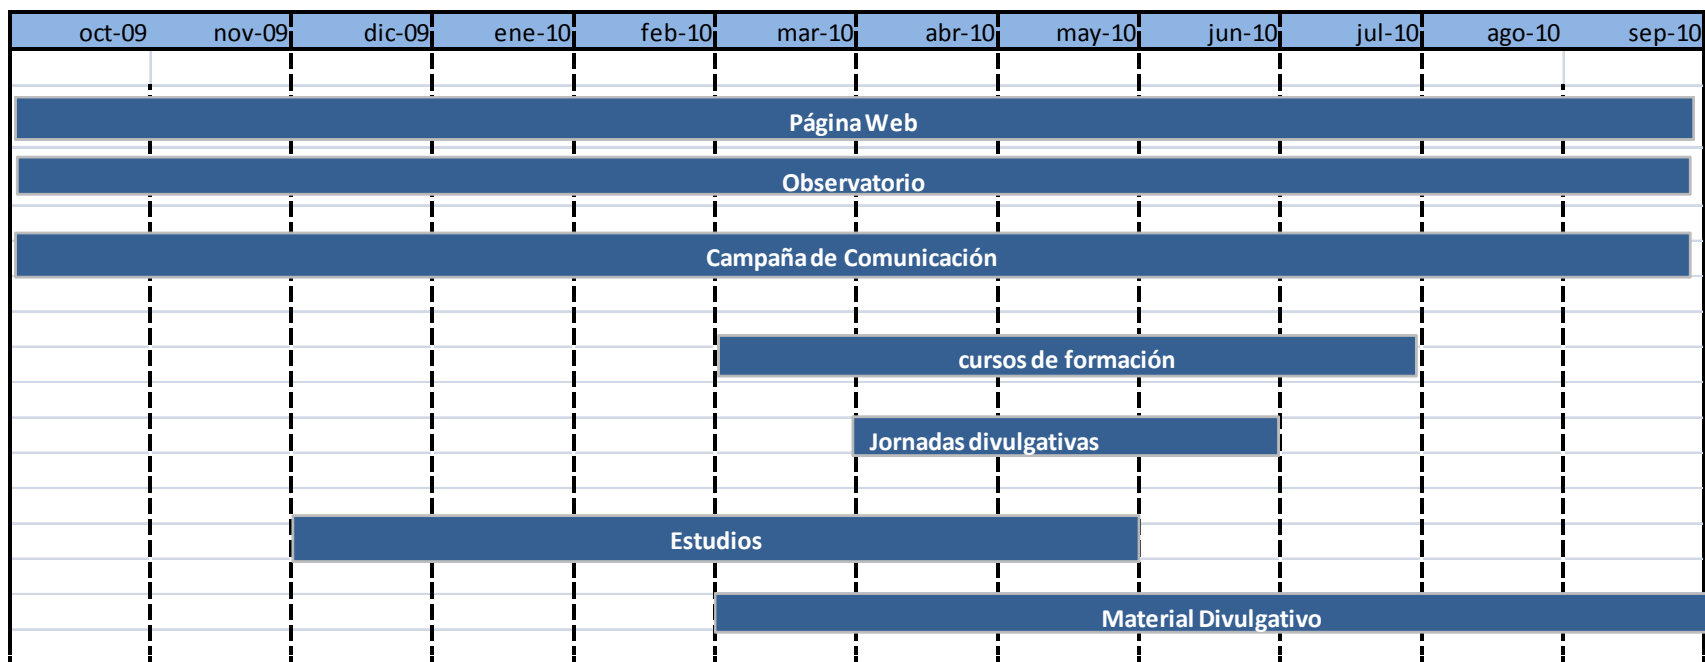 oct-09 nov-09 dic-09 ene-10 feb-10 mar-10 abr-10 may-10 jun-10 jul-10 ago-10 sep-10
Página Web
Observatorio
Campaña de Comunicación
cursos de formación
Jornadas divulgativas
Estudios
Material Divulgativo